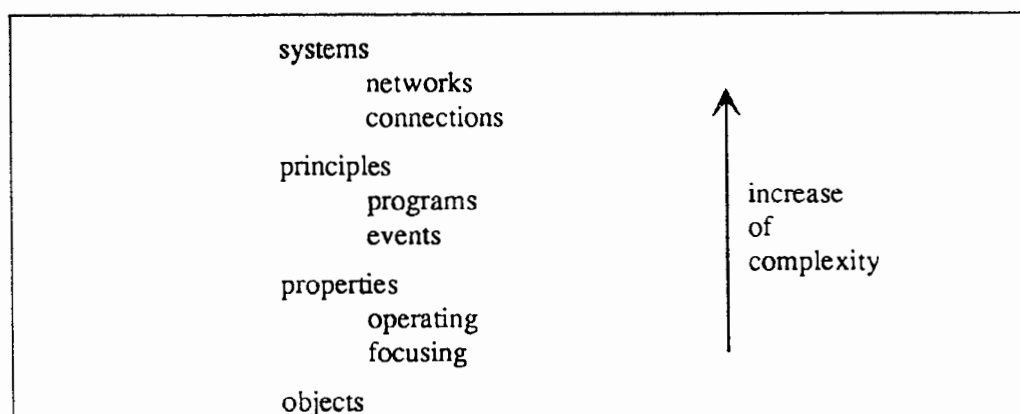 systems
networks
connections
principles
programs
events
properties
operating
focusing
objects
increase
of
complexity